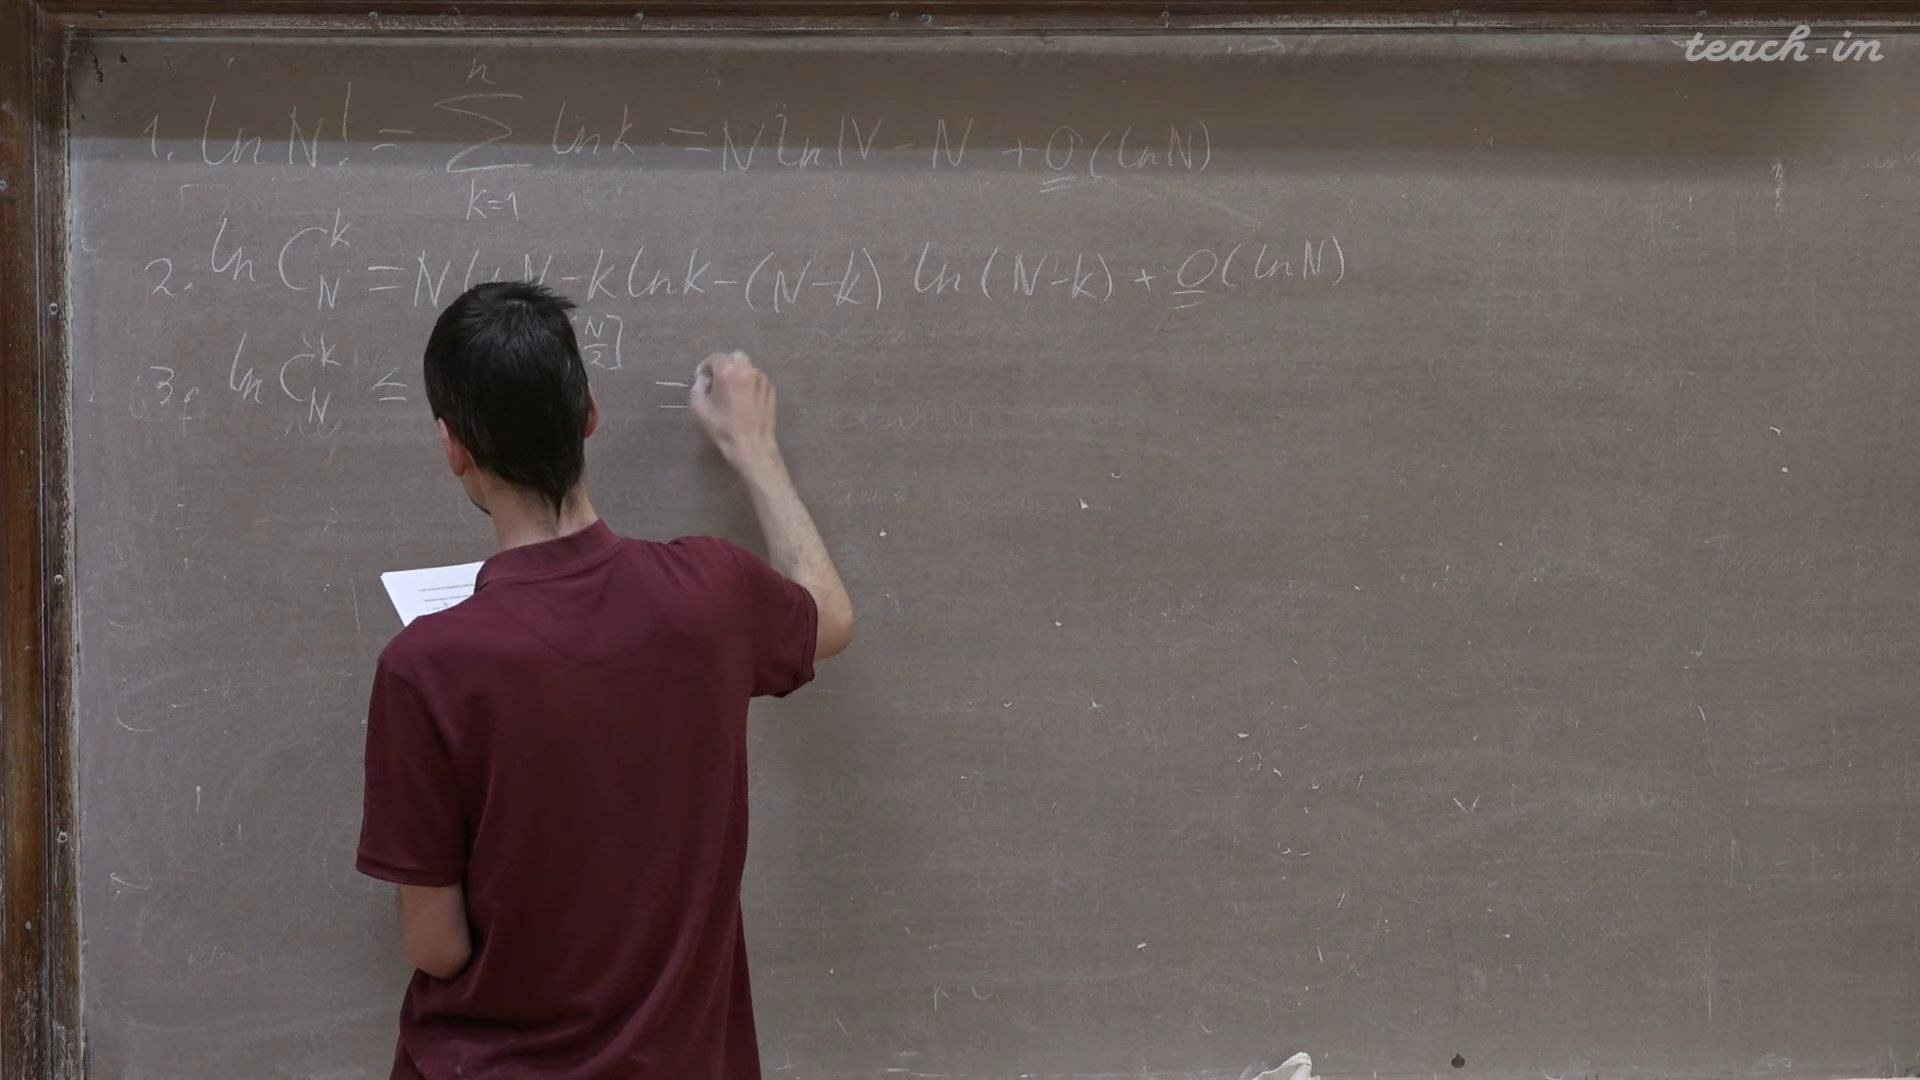 teach-in
n
1. ln N! = ∑ ln k = N ln N - N + O(ln N)
k=1
2. ln C_N^k = N ln N - k ln k - (N-k) ln (N-k) + O(ln N)
3. ln C_N^k ≤ [N/2] =